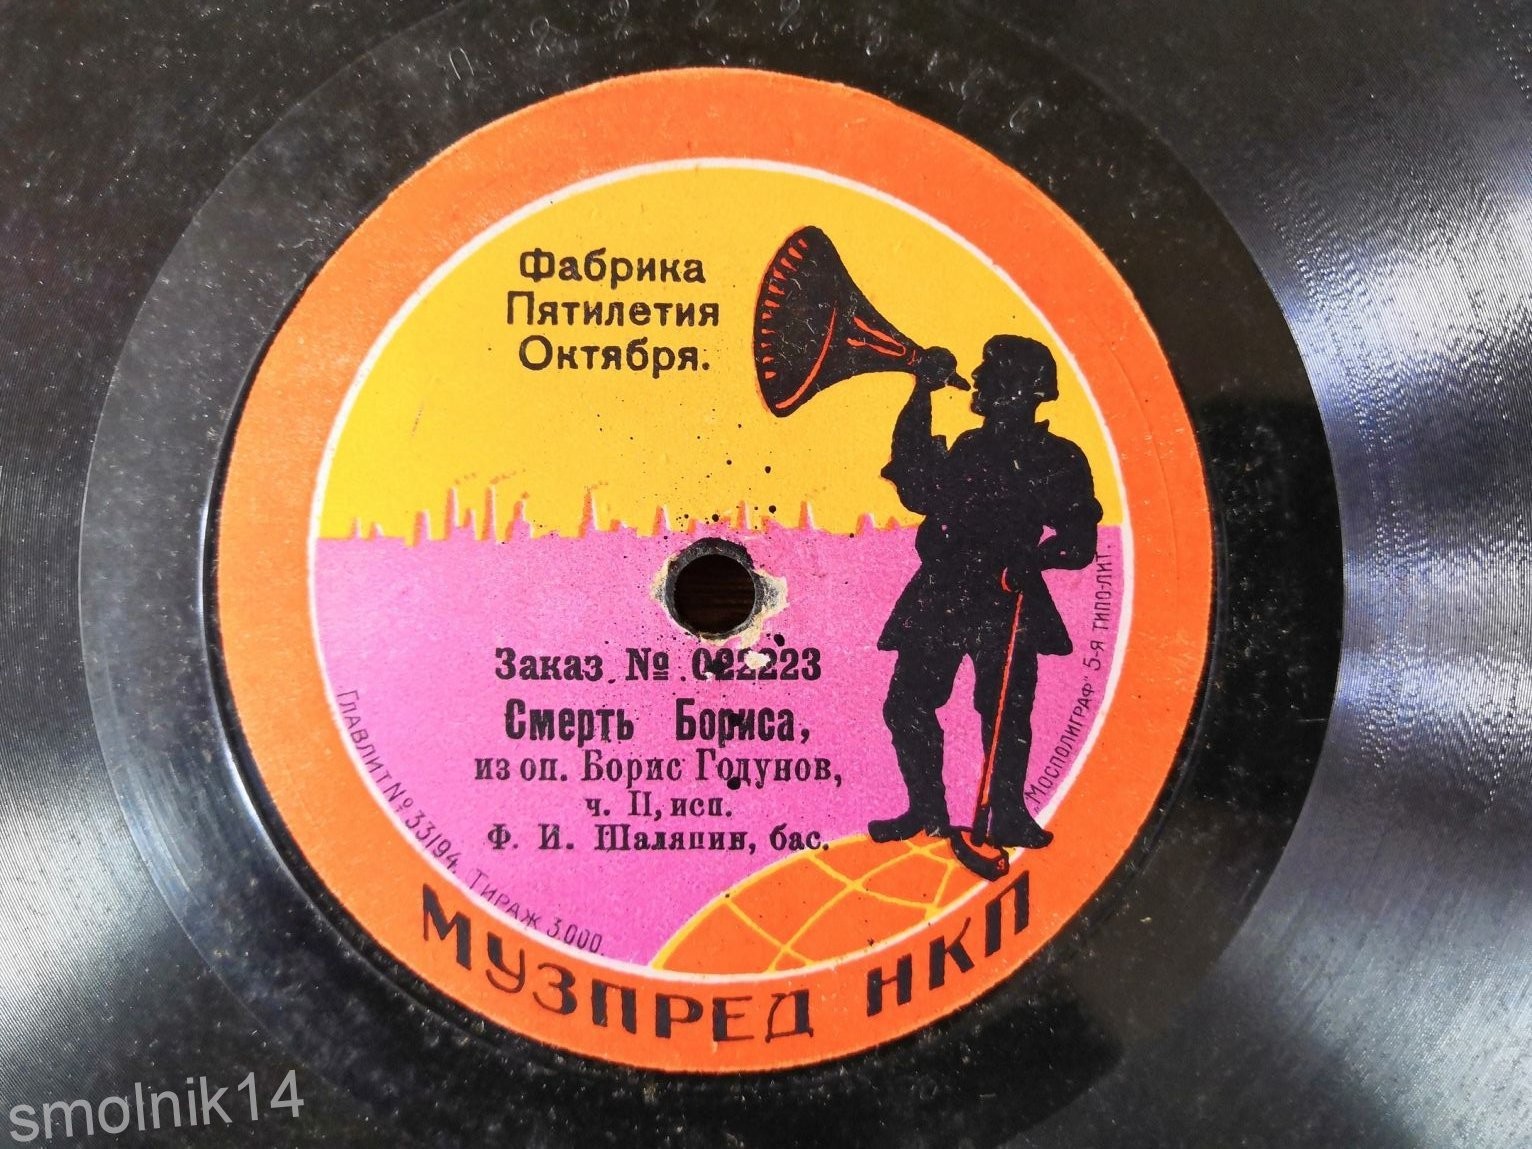 Фабрика
Пятилетия
Октября.
Заказ № 022223
Смерть Бориса,
из оп. Борис Годунов,
ч. II, исп.
Ф. И. Шаляпин, бас.
Главлит № 33194. Тираж 3.000.
„Мосполиграф" 5-я типо-лит.
МУЗПРЕД НКП
smolnik14